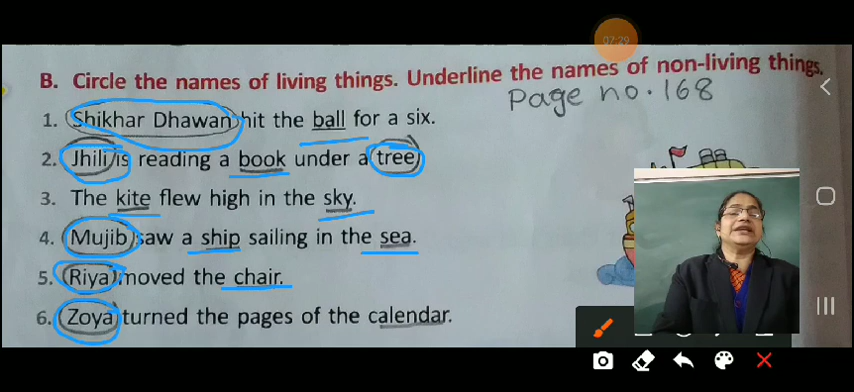 07:29
B. Circle the names of living things. Underline the names of non-living things.
Page no. 168
1. Shikhar Dhawan hit the ball for a six.
2. Jhili is reading a book under a tree.
3. The kite flew high in the sky.
4. Mujib saw a ship sailing in the sea.
5. Riya moved the chair.
6. Zoya turned the pages of the calendar.